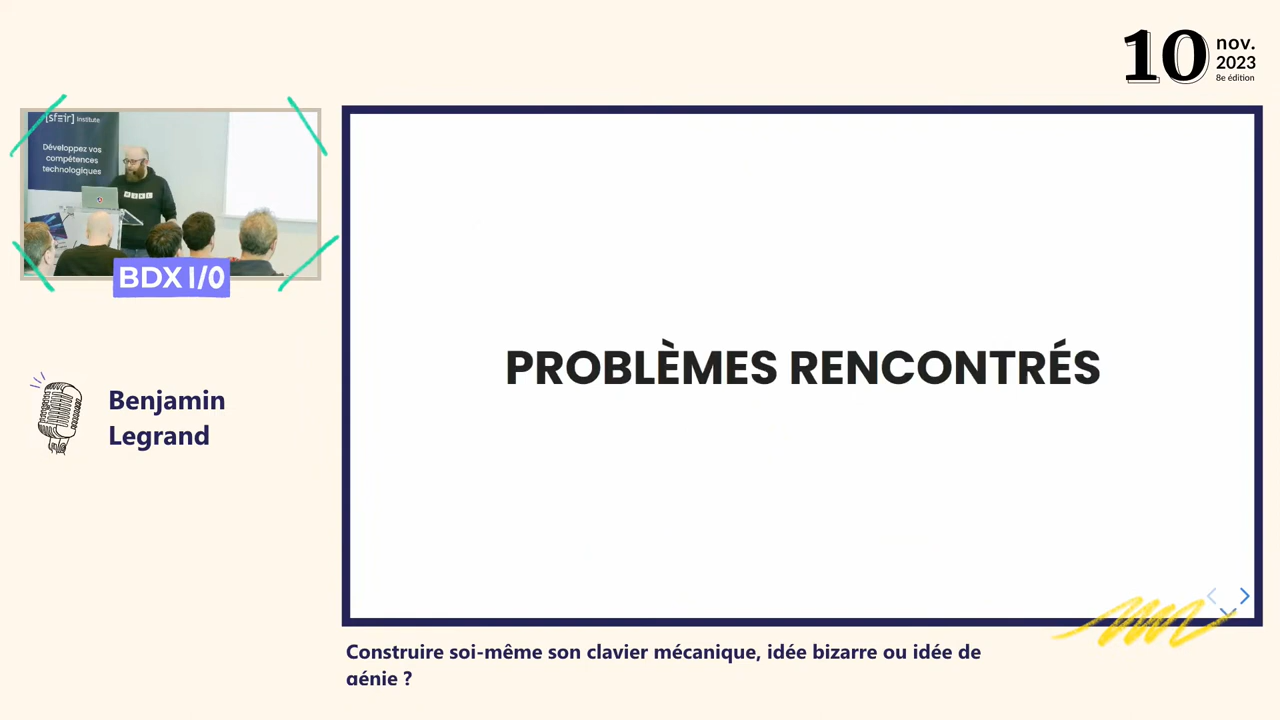 10 nov.
2023
8e édition
[sfeir] Institute
Développez vos
compétences
technologiques
BDX I/O
PROBLÈMES RENCONTRÉS
Benjamin
Legrand
Construire soi-même son clavier mécanique, idée bizarre ou idée de
génie ?